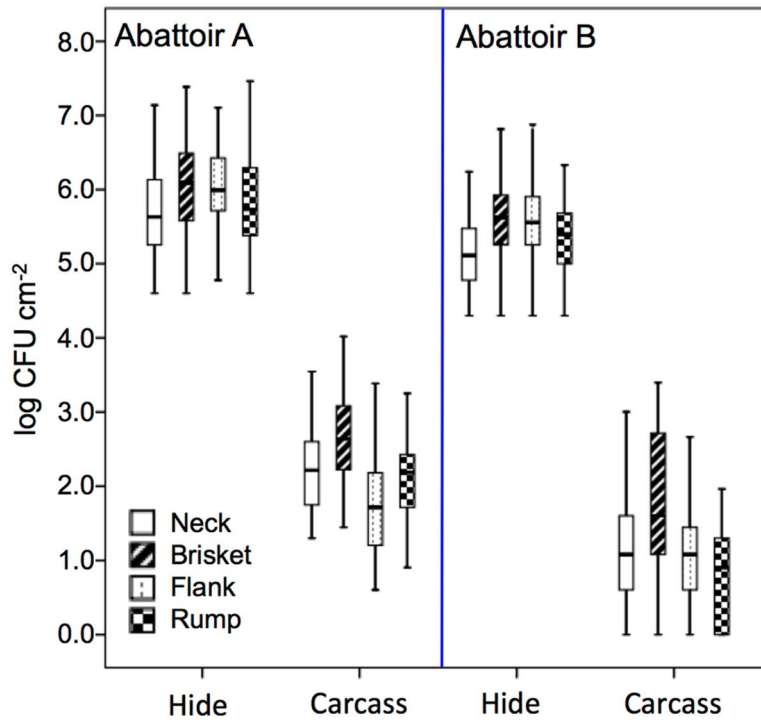 Abattoir A
Abattoir B
log CFU cm-2
8.0
7.0
6.0
5.0
4.0
3.0
2.0
1.0
0.0
Neck
Brisket
Flank
Rump
Hide
Carcass
Hide
Carcass